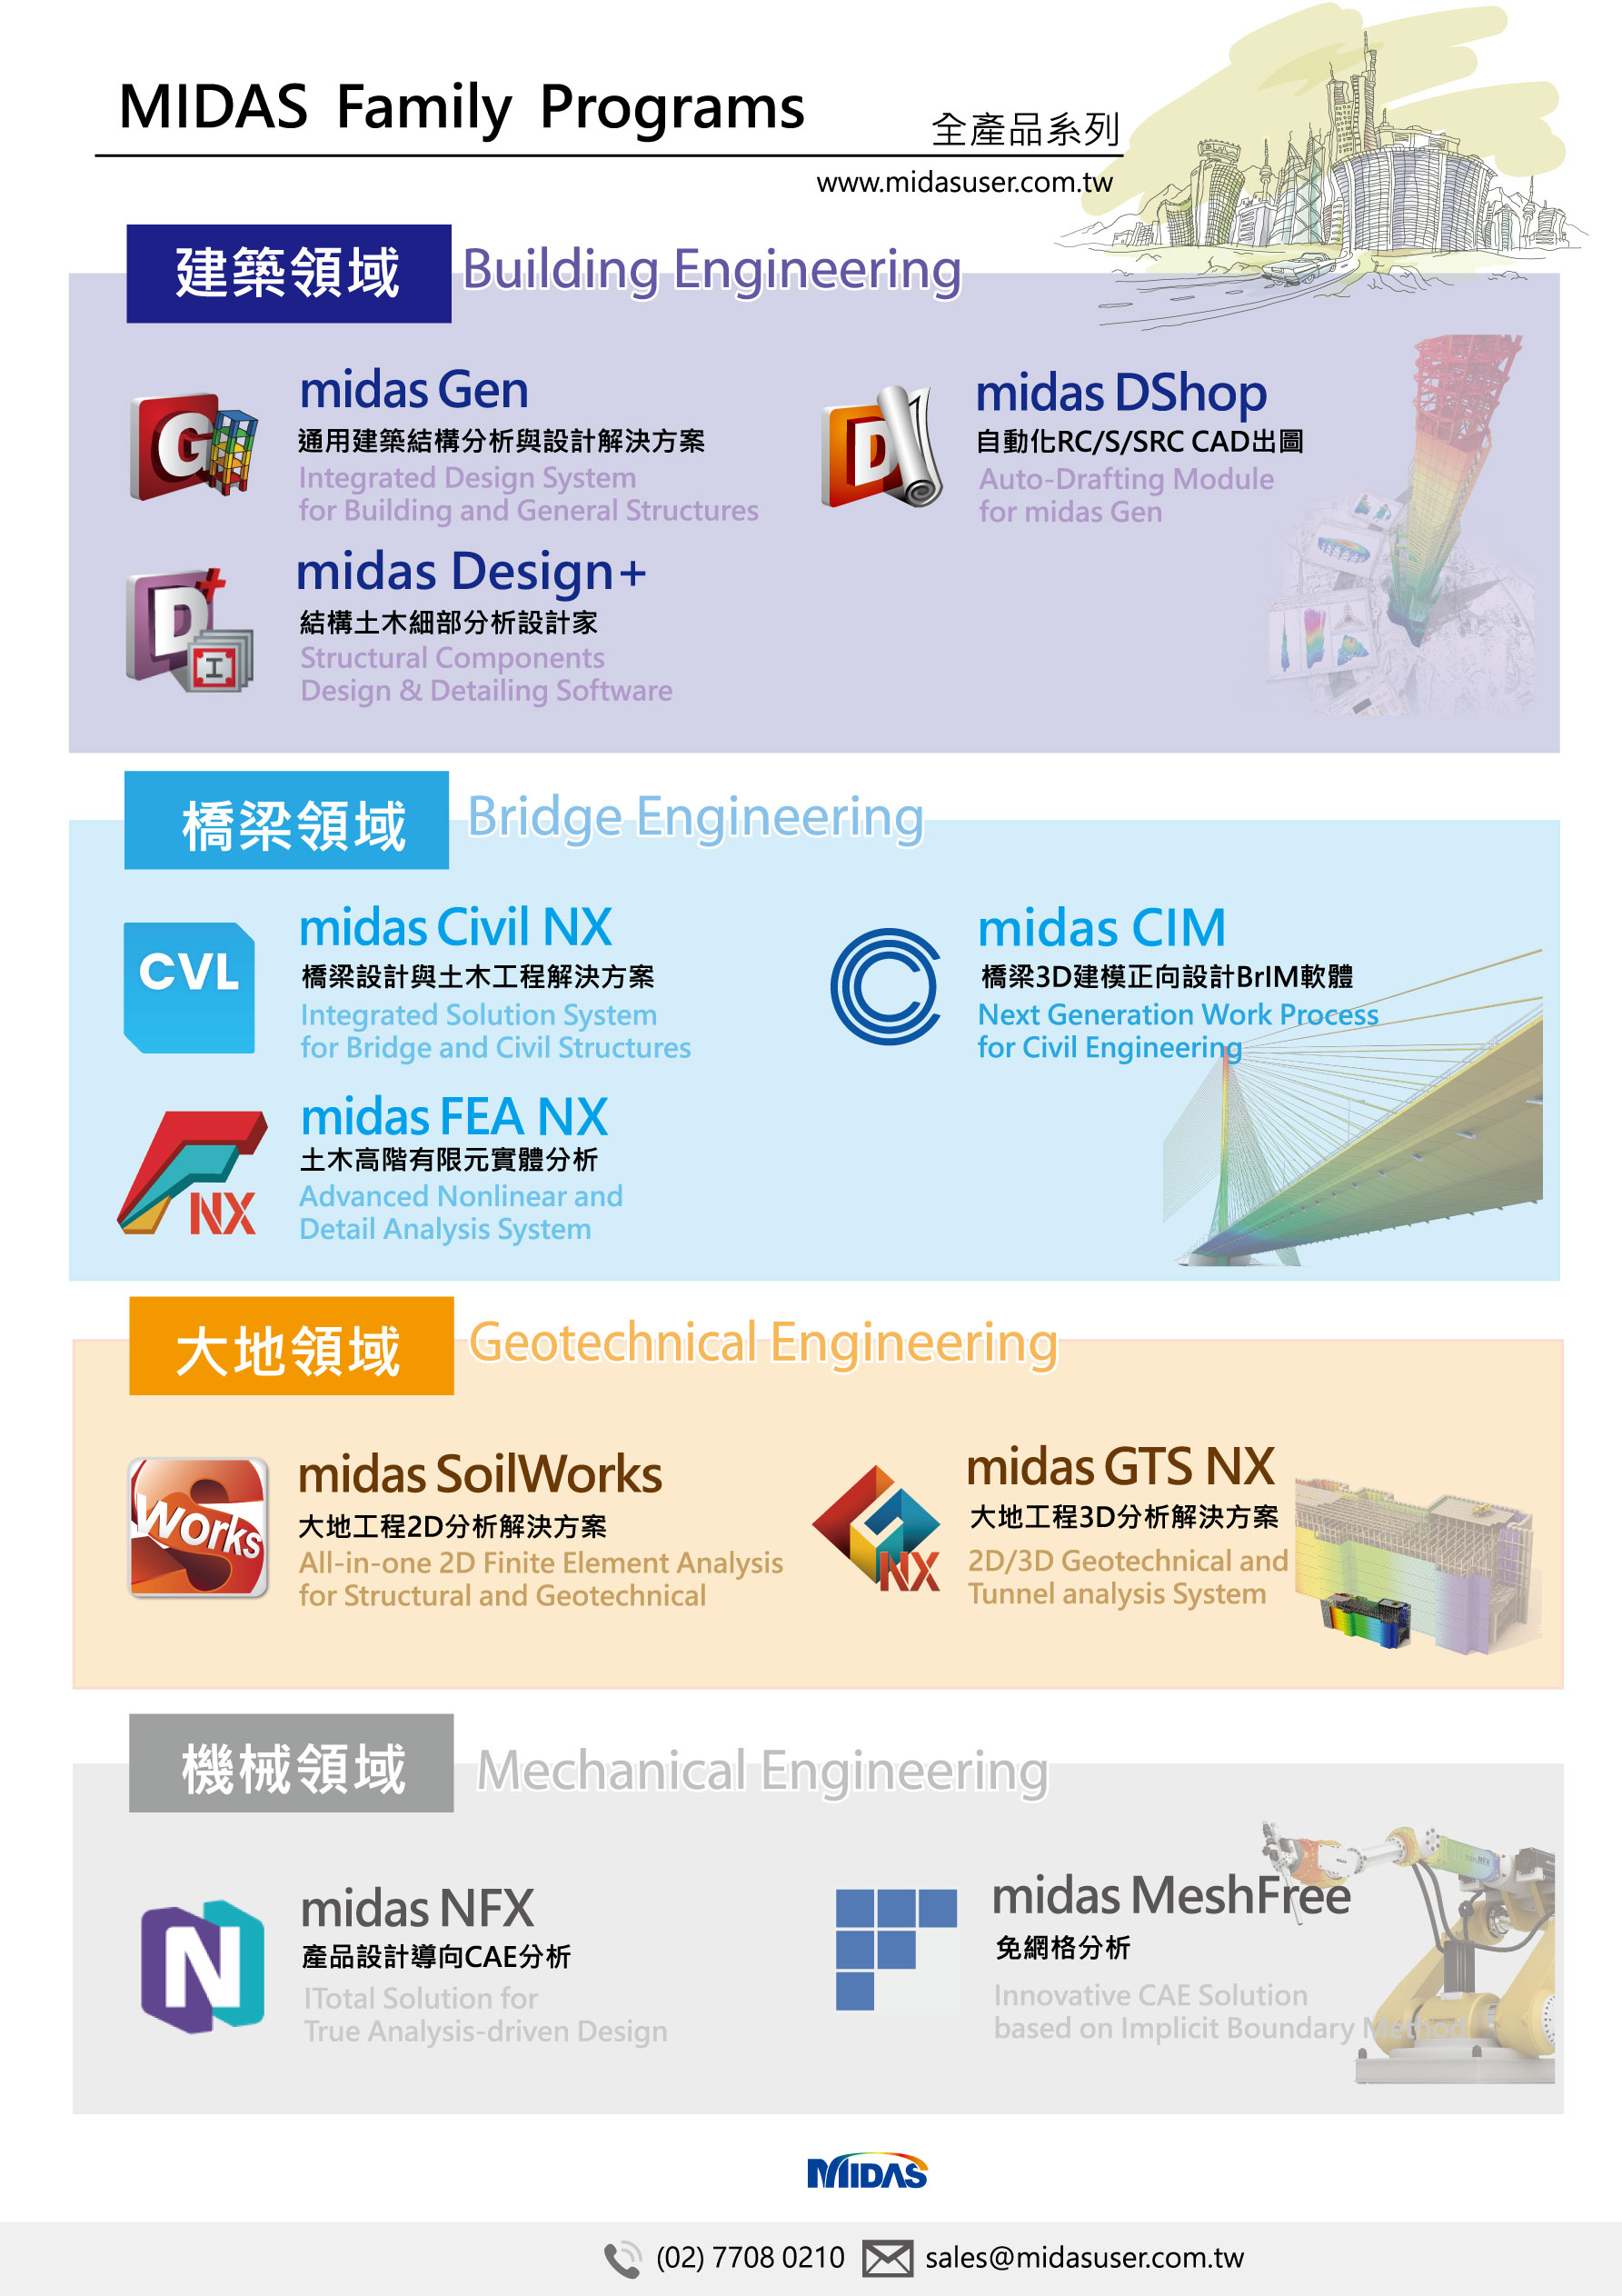 MIDAS Family Programs
全產品系列
www.midasuser.com.tw
建築領域
Building Engineering
G
midas Gen
通用建築結構分析與設計解決方案
Integrated Design System
for Building and General Structures
D
midas DShop
自動化RC/S/SRC CAD出圖
Auto-Drafting Module
for midas Gen
D+
midas Design+
結構土木細部分析設計家
Structural Components
Design & Detailing Software
橋梁領域
Bridge Engineering
CVL
midas Civil NX
橋梁設計與土木工程解決方案
Integrated Solution System
for Bridge and Civil Structures
midas CIM
橋梁3D建模正向設計BrIM軟體
Next Generation Work Process
for Civil Engineering
NX
midas FEA NX
土木高階有限元實體分析
Advanced Nonlinear and
Detail Analysis System
大地領域
Geotechnical Engineering
Works
midas SoilWorks
大地工程2D分析解決方案
All-in-one 2D Finite Element Analysis
for Structural and Geotechnical
NX
midas GTS NX
大地工程3D分析解決方案
2D/3D Geotechnical and
Tunnel analysis System
機械領域
Mechanical Engineering
N
midas NFX
產品設計導向CAE分析
ITotal Solution for
True Analysis-driven Design
midas MeshFree
免網格分析
Innovative CAE Solution
based on Implicit Boundary Method
MIDAS
(02) 7708 0210
sales@midasuser.com.tw